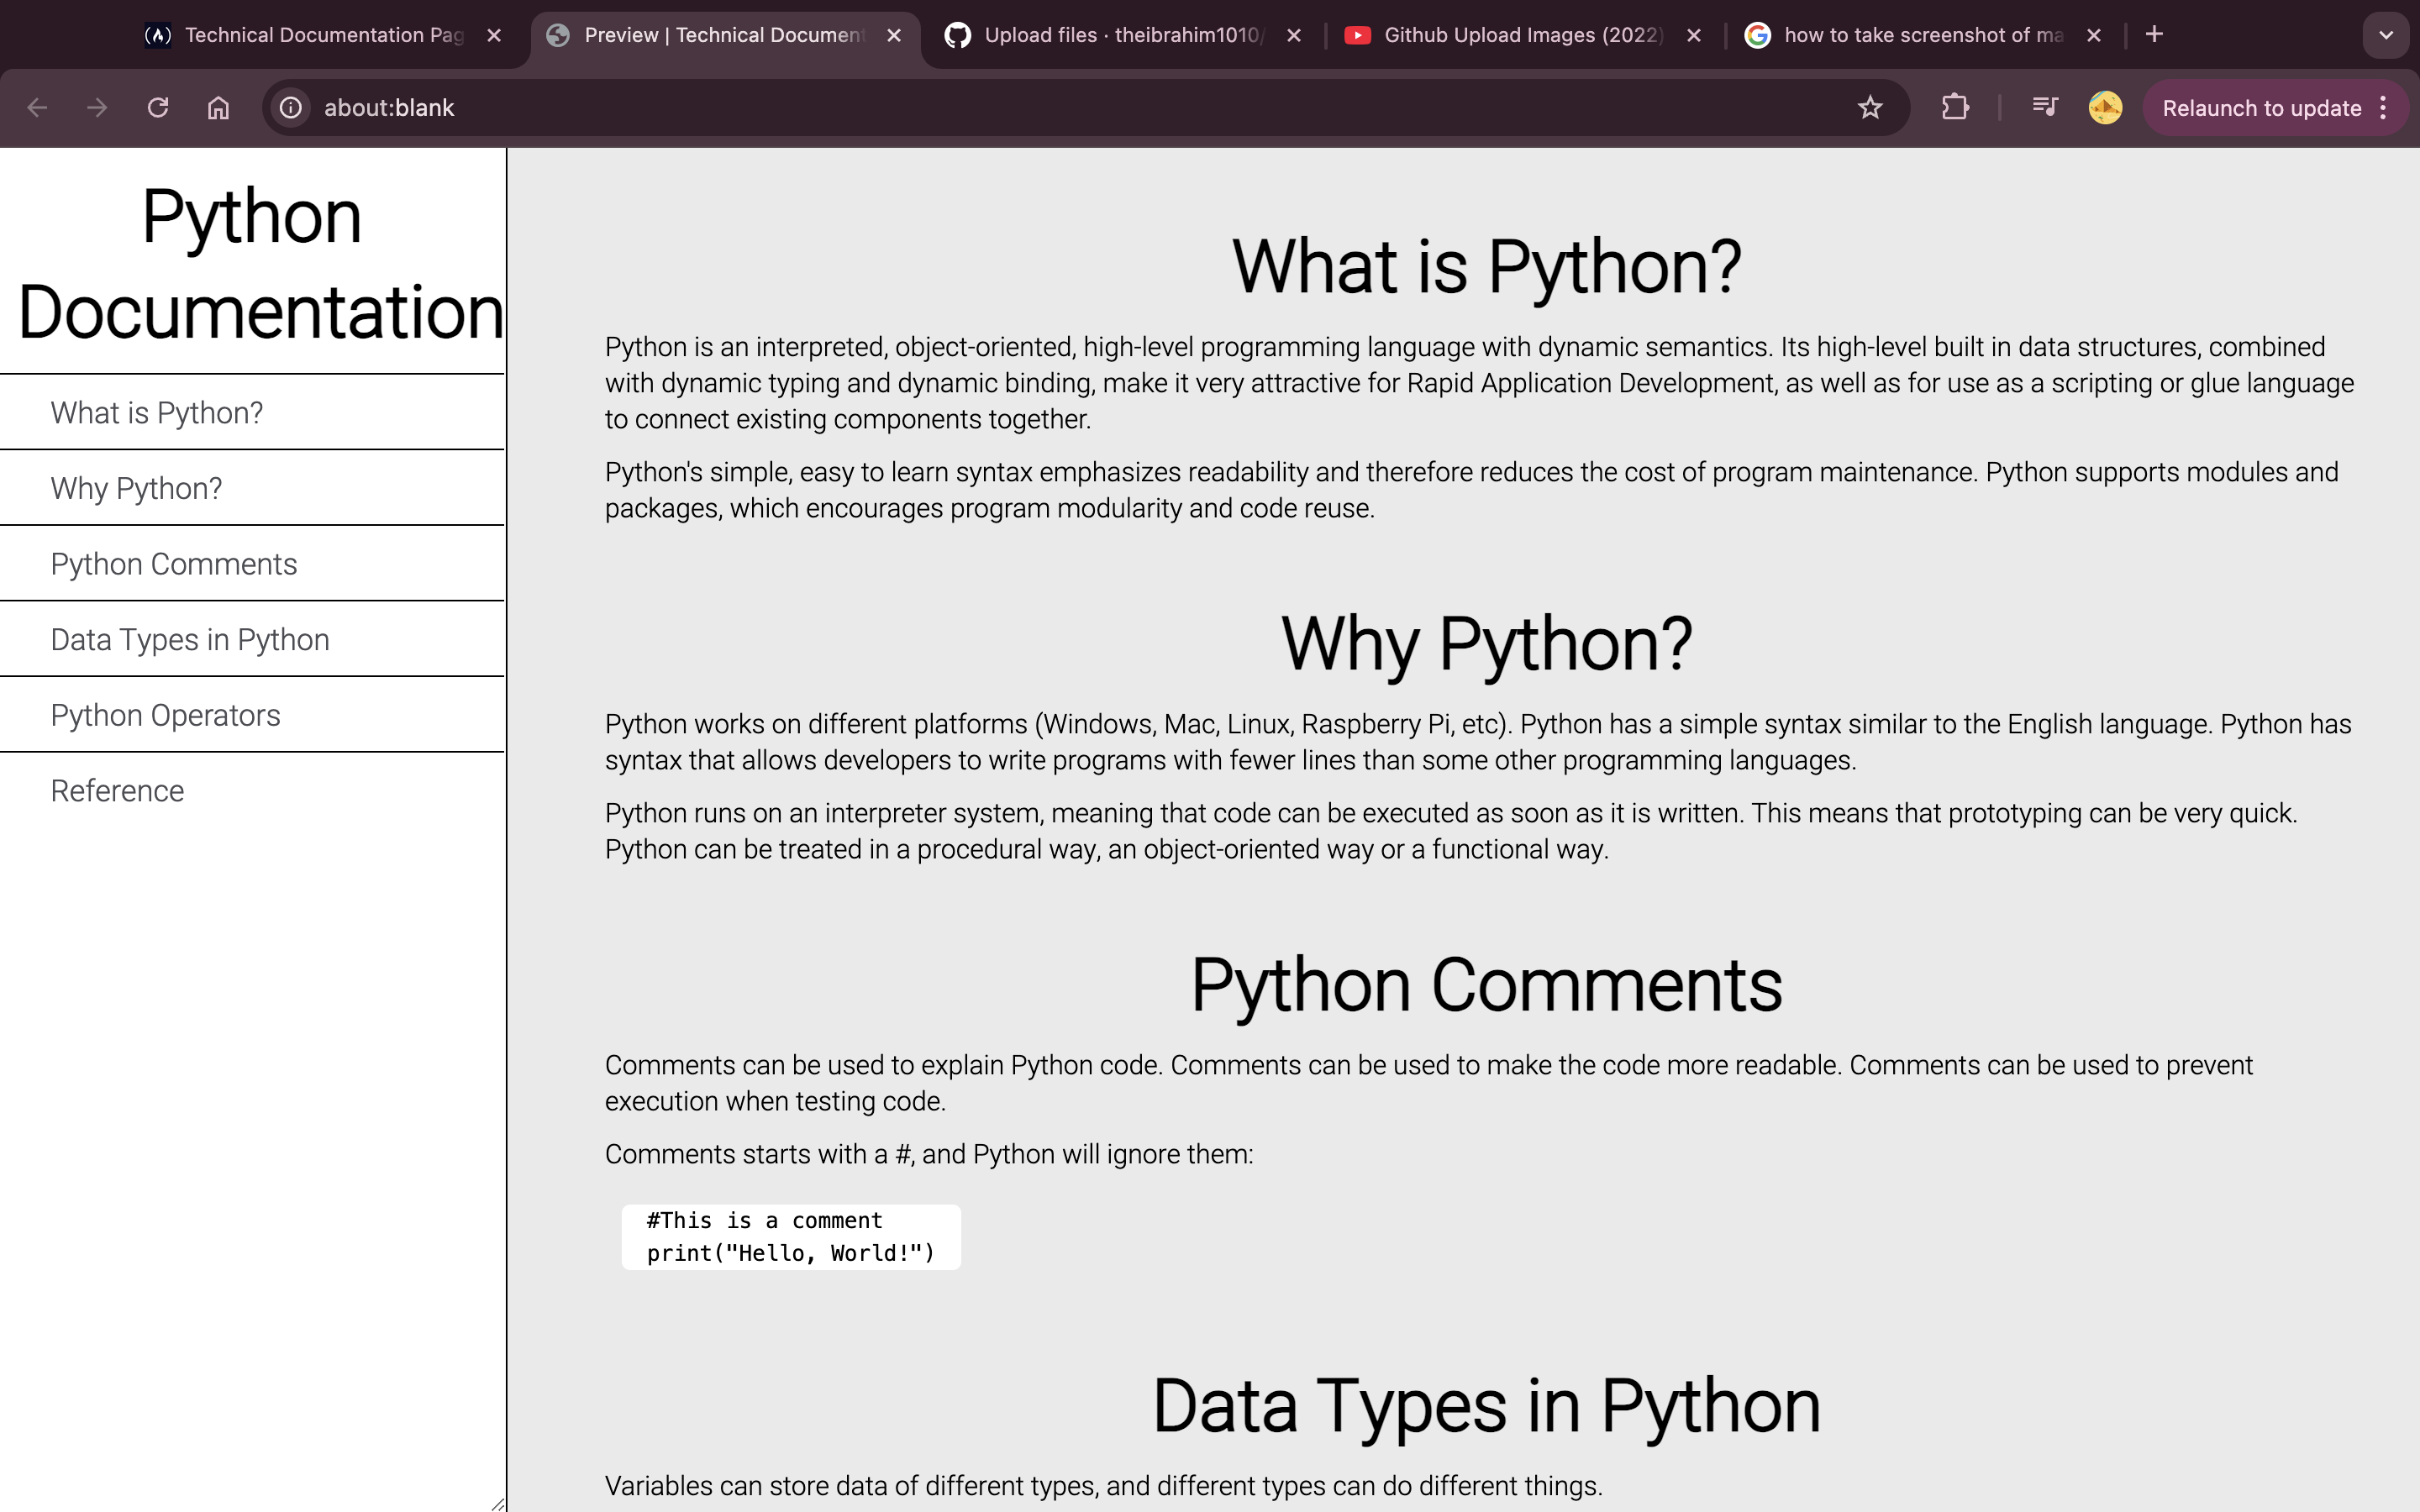 Technical Documentation Pag
Preview | Technical Document
Upload files · theibrahim1010/
Github Upload Images (2022)
how to take screenshot of ma
about:blank
Relaunch to update
Python
Documentation
What is Python?
Why Python?
Python Comments
Data Types in Python
Python Operators
Reference
What is Python?
Python is an interpreted, object-oriented, high-level programming language with dynamic semantics. Its high-level built in data structures, combined
with dynamic typing and dynamic binding, make it very attractive for Rapid Application Development, as well as for use as a scripting or glue language
to connect existing components together.
Python's simple, easy to learn syntax emphasizes readability and therefore reduces the cost of program maintenance. Python supports modules and
packages, which encourages program modularity and code reuse.
Why Python?
Python works on different platforms (Windows, Mac, Linux, Raspberry Pi, etc). Python has a simple syntax similar to the English language. Python has
syntax that allows developers to write programs with fewer lines than some other programming languages.
Python runs on an interpreter system, meaning that code can be executed as soon as it is written. This means that prototyping can be very quick.
Python can be treated in a procedural way, an object-oriented way or a functional way.
Python Comments
Comments can be used to explain Python code. Comments can be used to make the code more readable. Comments can be used to prevent
execution when testing code.
Comments starts with a #, and Python will ignore them:
#This is a comment
print("Hello, World!")
Data Types in Python
Variables can store data of different types, and different types can do different things.